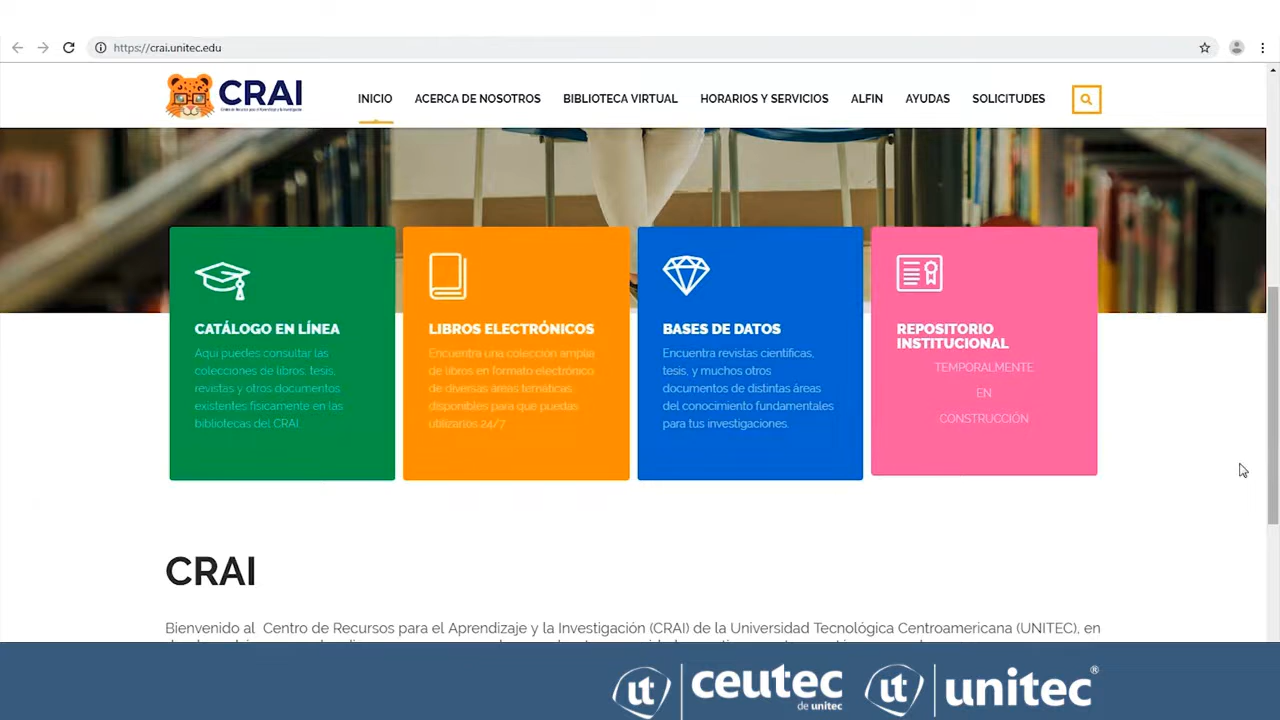 https://crai.unitec.edu
CRAI
INICIO
ACERCA DE NOSOTROS
BIBLIOTECA VIRTUAL
HORARIOS Y SERVICIOS
ALFIN
AYUDAS
SOLICITUDES
CATÁLOGO EN LÍNEA
Aquí puedes consultar las
colecciones de libros, tesis,
revistas y otros documentos
existentes físicamente en las
bibliotecas del CRAI.
LIBROS ELECTRÓNICOS
Encuentra una colección amplia
de libros en formato electrónico
de diversas áreas temáticas
disponibles para que puedas
utilizarlos 24/7
BASES DE DATOS
Encuentra revistas científicas,
tesis, y muchos otros
documentos de distintas áreas
del conocimiento fundamentales
para tus investigaciones.
REPOSITORIO
INSTITUCIONAL
TEMPORALMENTE
EN
CONSTRUCCIÓN
CRAI
Bienvenido al Centro de Recursos para el Aprendizaje y la Investigación (CRAI) de la Universidad Tecnológica Centroamericana (UNITEC), en
ut ceutec
de unitec
ut unitec®